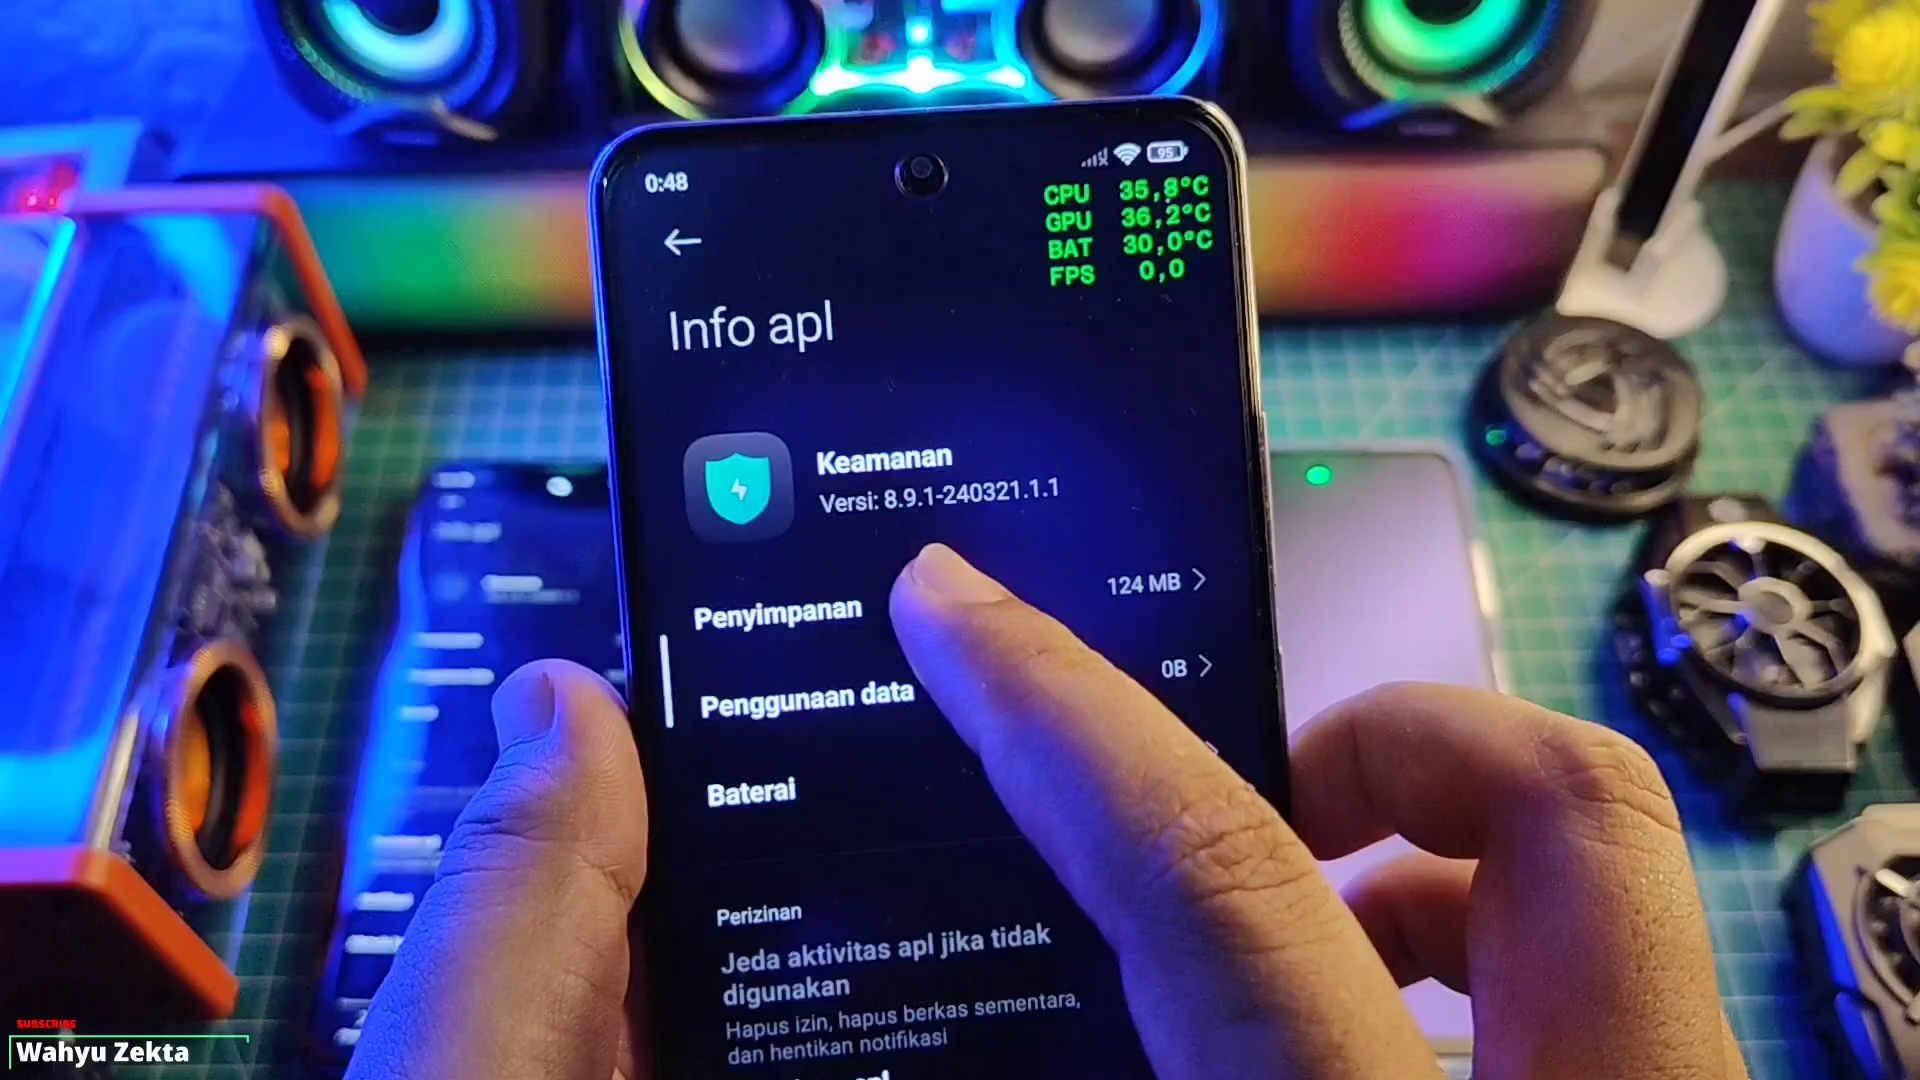 0:48
95
CPU 35,8°C
GPU 36,2°C
BAT 30,0°C
FPS 0,0
Info apl
Keamanan
Versi: 8.9.1-240321.1.1
Penyimpanan 124 MB
Penggunaan data 0B
Baterai
Perizinan
Jeda aktivitas apl jika tidak
digunakan
Hapus izin, hapus berkas sementara,
dan hentikan notifikasi
SUBSCRIBE
Wahyu Zekta